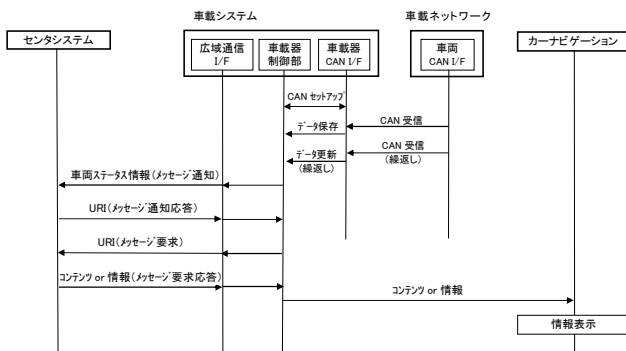 車載システム
車載ネットワーク
センタシステム
広域通信
I/F
車載器
制御部
車載器
CAN I/F
車両
CAN I/F
カーナビゲーション
CAN セットアップ
データ保存
CAN 受信
データ更新
(繰返し)
CAN 受信
(繰返し)
車両ステータス情報(メッセージ通知)
URI(メッセージ通知応答)
URI(メッセージ要求)
コンテンツ or 情報(メッセージ要求応答)
コンテンツ or 情報
情報表示